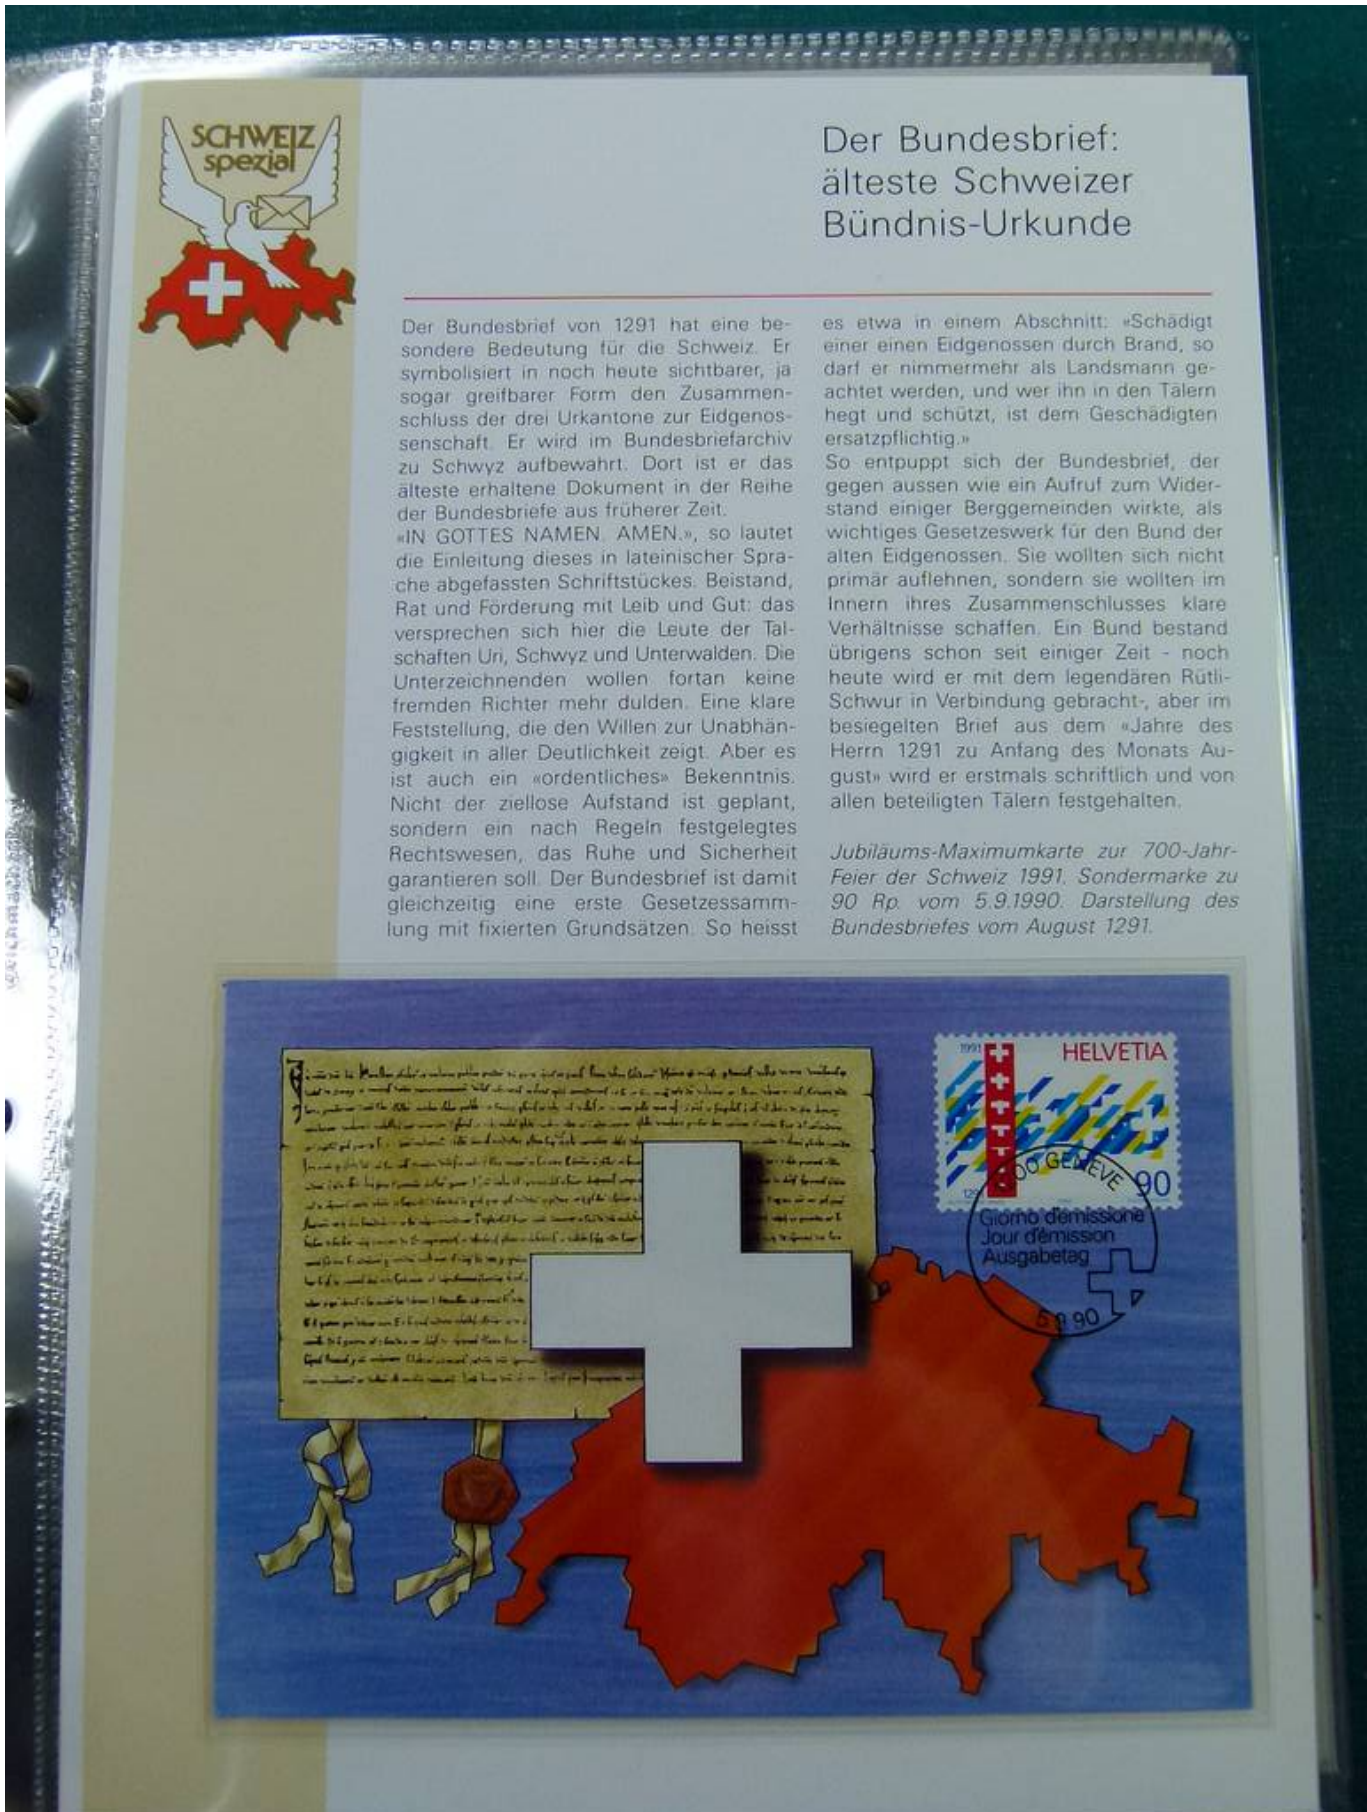 SCHWEIZ
spezial
Der Bundesbrief:
älteste Schweizer
Bündnis-Urkunde
Der Bundesbrief von 1291 hat eine be-
sondere Bedeutung für die Schweiz. Er
symbolisiert in noch heute sichtbarer, ja
sogar greifbarer Form den Zusammen-
schluss der drei Urkantone zur Eidgenos-
senschaft. Er wird im Bundesbriefarchiv
zu Schwyz aufbewahrt. Dort ist er das
älteste erhaltene Dokument in der Reihe
der Bundesbriefe aus früherer Zeit.
«IN GOTTES NAMEN. AMEN.», so lautet
die Einleitung dieses in lateinischer Spra-
che abgefassten Schriftstückes. Beistand,
Rat und Förderung mit Leib und Gut: das
versprechen sich hier die Leute der Tal-
schaften Uri, Schwyz und Unterwalden. Die
Unterzeichnenden wollen fortan keine
fremden Richter mehr dulden. Eine klare
Feststellung, die den Willen zur Unabhän-
gigkeit in aller Deutlichkeit zeigt. Aber es
ist auch ein «ordentliches» Bekenntnis.
Nicht der ziellose Aufstand ist geplant,
sondern ein nach Regeln festgelegtes
Rechtswesen, das Ruhe und Sicherheit
garantieren soll. Der Bundesbrief ist damit
gleichzeitig eine erste Gesetzessamm-
lung mit fixierten Grundsätzen. So heisst
es etwa in einem Abschnitt: «Schädigt
einer einen Eidgenossen durch Brand, so
darf er nimmermehr als Landsmann ge-
achtet werden, und wer ihn in den Tälern
hegt und schützt, ist dem Geschädigten
ersatzpflichtig.»
So entpuppt sich der Bundesbrief, der
gegen aussen wie ein Aufruf zum Wider-
stand einiger Berggemeinden wirkte, als
wichtiges Gesetzeswerk für den Bund der
alten Eidgenossen. Sie wollten sich nicht
primär auflehnen, sondern sie wollten im
Innern ihres Zusammenschlusses klare
Verhältnisse schaffen. Ein Bund bestand
übrigens schon seit einiger Zeit - noch
heute wird er mit dem legendären Rütli-
Schwur in Verbindung gebracht-, aber im
besiegelten Brief aus dem «Jahre des
Herrn 1291 zu Anfang des Monats Au-
gust» wird er erstmals schriftlich und von
allen beteiligten Tälern festgehalten.
Jubiläums-Maximumkarte zur 700-Jahr-
Feier der Schweiz 1991. Sondermarke zu
90 Rp. vom 5.9.1990. Darstellung des
Bundesbriefes vom August 1291.
1991
HELVETIA
90
GENEVE
Giorno d'emissione
Jour d'émission
Ausgabetag
5.9.90